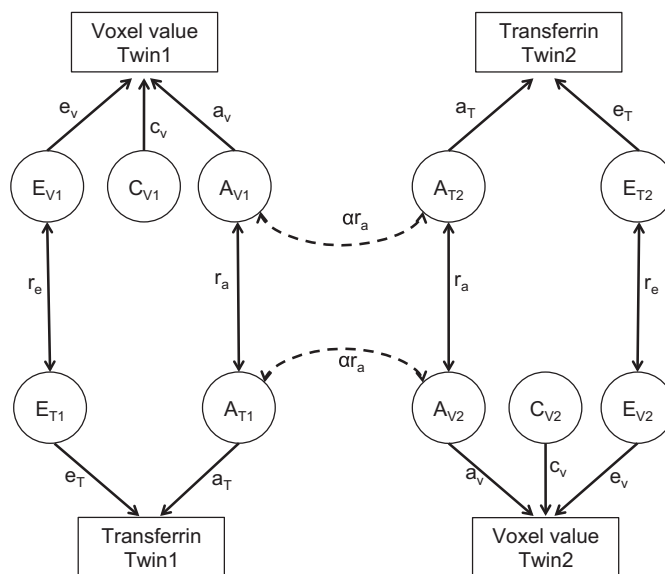 Voxel value
Twin1
Transferrin
Twin2
e_v
c_v
a_v
a_T
e_T
E_V1
C_V1
A_V1
A_T2
E_T2
αr_a
r_e
r_a
r_a
r_e
αr_a
E_T1
A_T1
A_V2
C_V2
E_V2
e_T
a_T
a_v
c_v
e_v
Transferrin
Twin1
Voxel value
Twin2